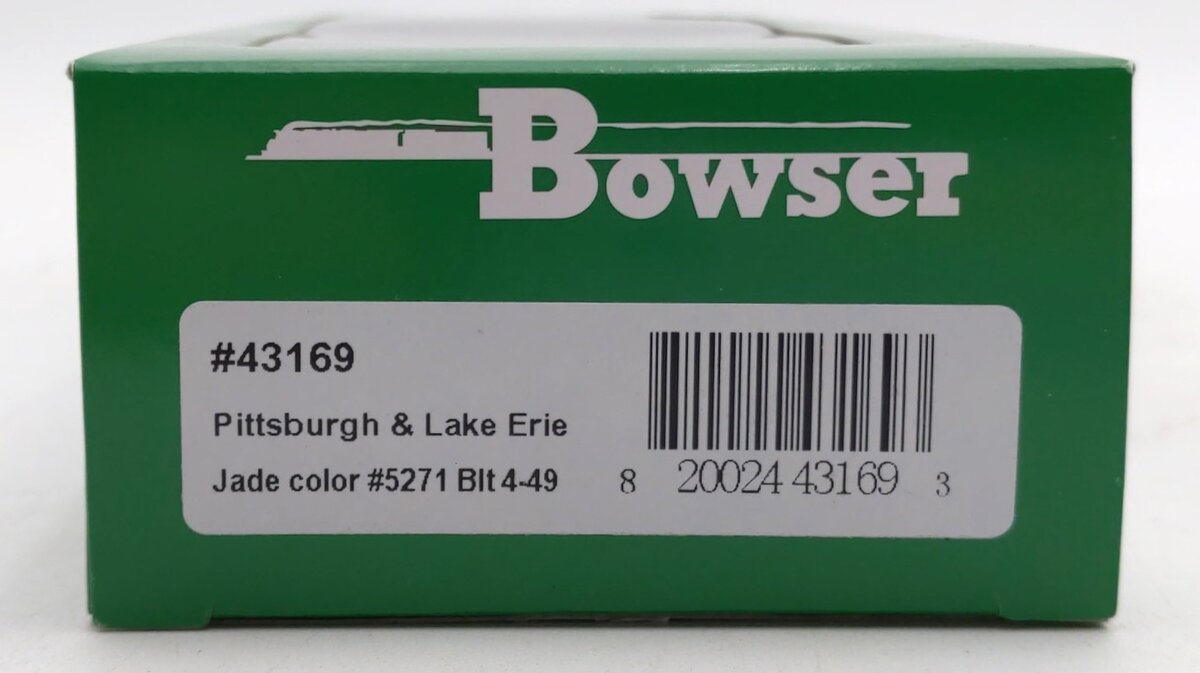 Bowser
#43169
Pittsburgh & Lake Erie
Jade color #5271 Blt 4-49
8 20024 43169 3